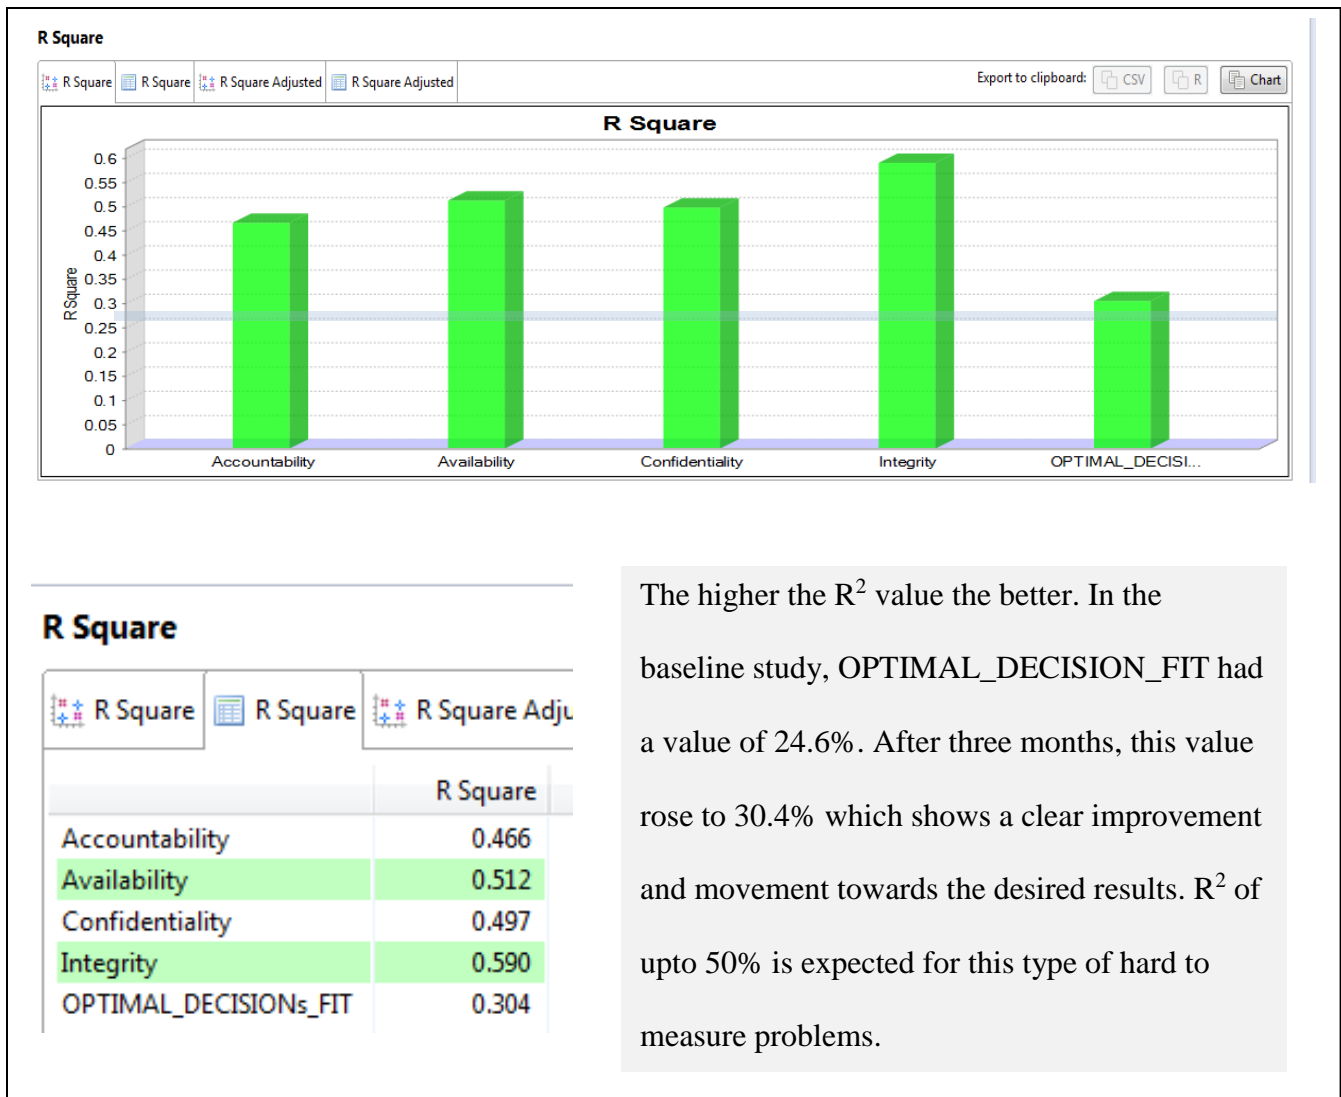 R Square
R Square R Square R Square Adjusted R Square Adjusted Export to clipboard: CSV R Chart
R Square
0.6
0.55
0.5
0.45
0.4
0.35
0.3
0.25
0.2
0.15
0.1
0.05
0
R Square
Accountability Availability Confidentiality Integrity OPTIMAL_DECISI...
R Square
R Square R Square R Square Adju
R Square
Accountability 0.466
Availability 0.512
Confidentiality 0.497
Integrity 0.590
OPTIMAL_DECISIONs_FIT 0.304
The higher the R² value the better. In the
baseline study, OPTIMAL_DECISION_FIT had
a value of 24.6%. After three months, this value
rose to 30.4% which shows a clear improvement
and movement towards the desired results. R² of
upto 50% is expected for this type of hard to
measure problems.